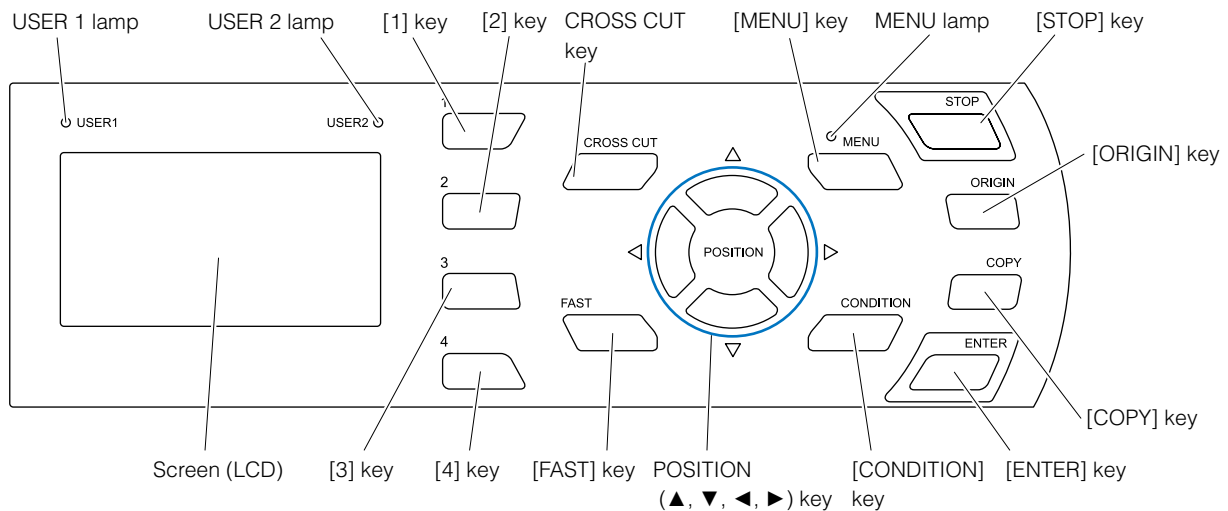 USER 1 lamp
USER 2 lamp
[1] key
[2] key
CROSS CUT
key
[MENU] key
MENU lamp
[STOP] key
USER1
USER2
1
STOP
CROSS CUT
MENU
[ORIGIN] key
2
ORIGIN
POSITION
3
COPY
FAST
CONDITION
4
ENTER
[COPY] key
Screen (LCD)
[3] key
[4] key
[FAST] key
POSITION
(▲, ▼, ◀, ▶) key
[CONDITION]
key
[ENTER] key